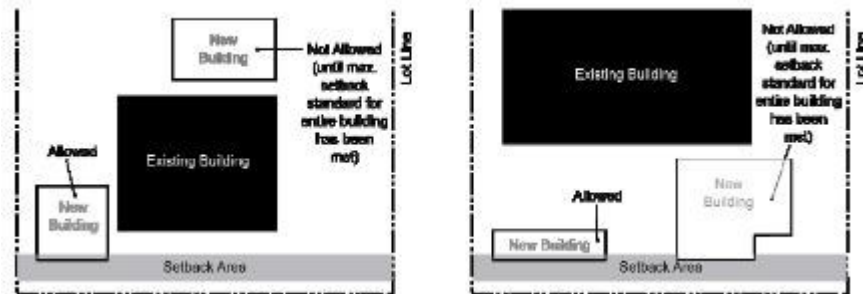 New
Building
Not Allowed
(until max.
setback
standard for
entire building
has been
met)
Lot Line
Allowed
Existing Building
New
Building
Setback Area
Existing Building
Not Allowed
(until max.
setback
standard for
entire building
has been
met)
Lot Line
New
Building
Allowed
New Building
Setback Area